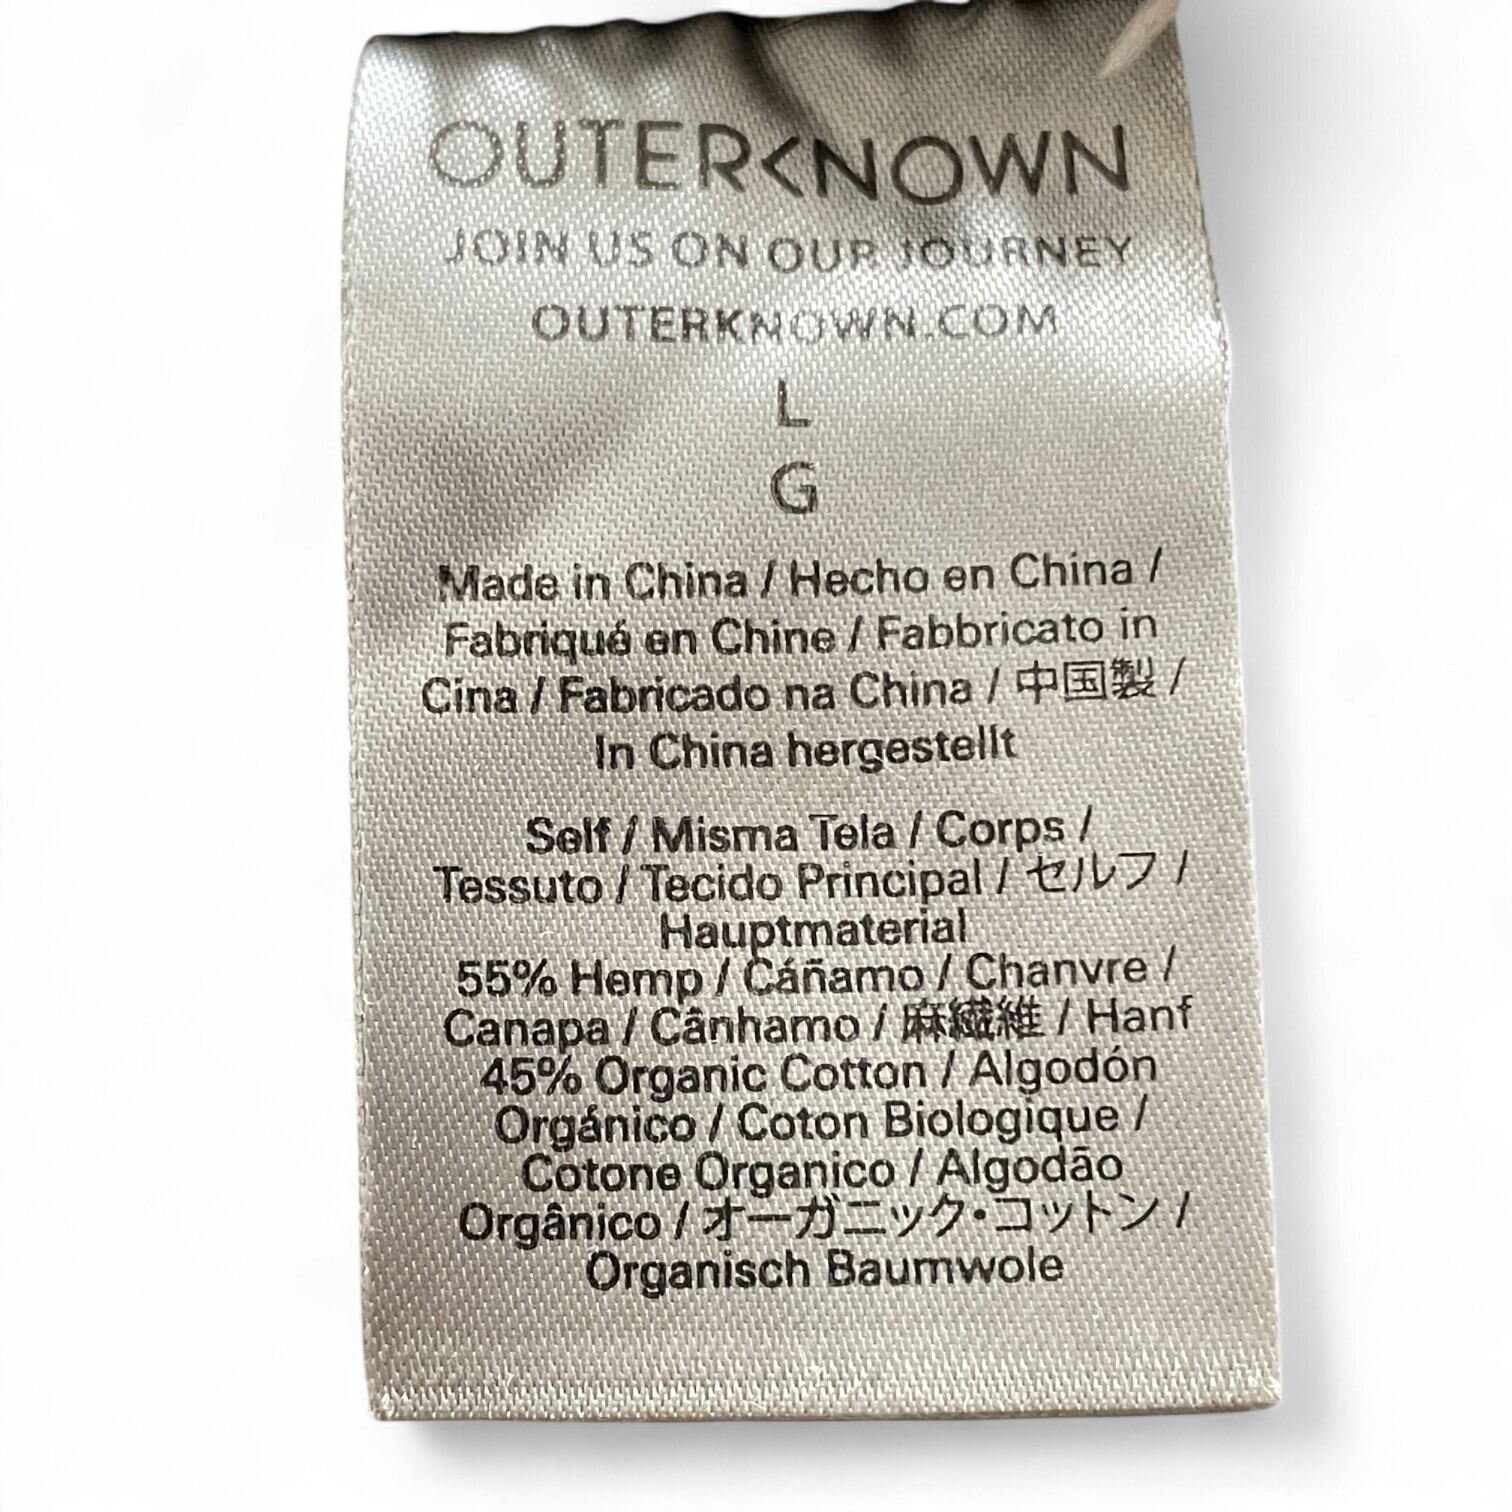 OUTERKNOWN
JOIN US ON OUR JOURNEY
OUTERKNOWN.COM
L
G
Made in China / Hecho en China /
Fabriqué en Chine / Fabbricato in
Cina / Fabricado na China / 中国製 /
In China hergestellt
Self / Misma Tela / Corps /
Tessuto / Tecido Principal / セルフ /
Hauptmaterial
55% Hemp / Cáñamo / Chanvre /
Canapa / Cânhamo / 麻繊維 / Hanf
45% Organic Cotton / Algodón
Orgánico / Coton Biologique /
Cotone Organico / Algodão
Orgânico / オーガニック・コットン /
Organisch Baumwole